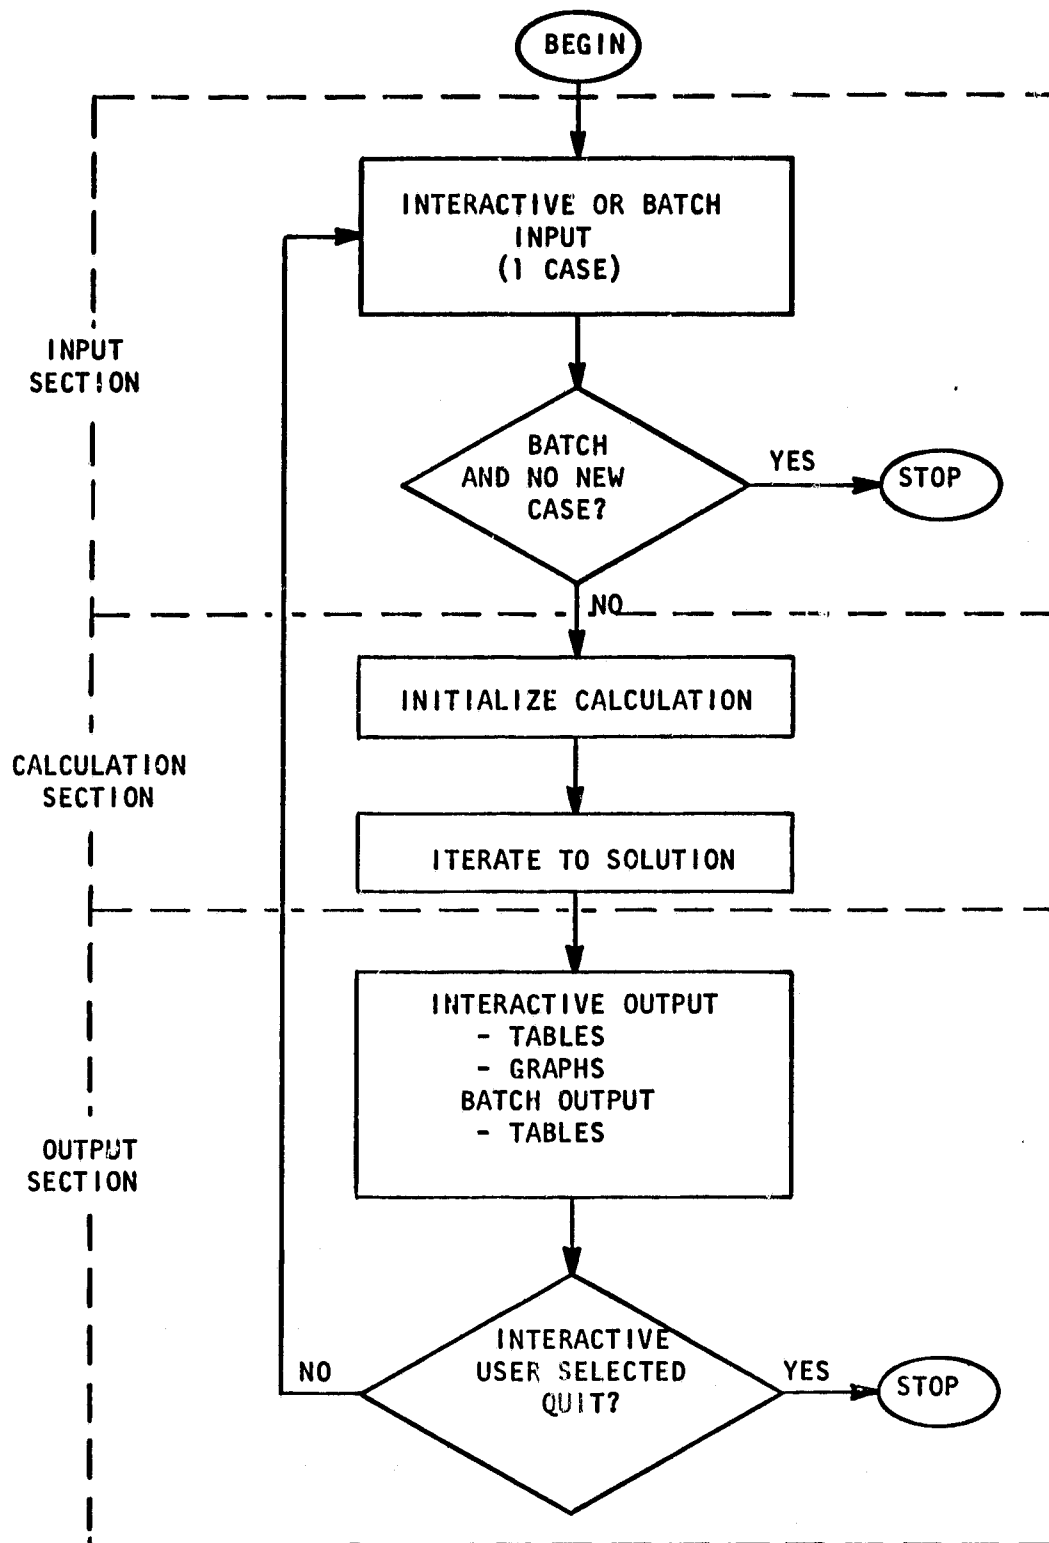 BEGIN
INTERACTIVE OR BATCH
INPUT
(1 CASE)
INPUT
SECTION
BATCH
AND NO NEW
CASE?
YES
STOP
NO
INITIALIZE CALCULATION
CALCULATION
SECTION
ITERATE TO SOLUTION
INTERACTIVE OUTPUT
- TABLES
- GRAPHS
BATCH OUTPUT
- TABLES
OUTPUT
SECTION
INTERACTIVE
USER SELECTED
QUIT?
NO
YES
STOP